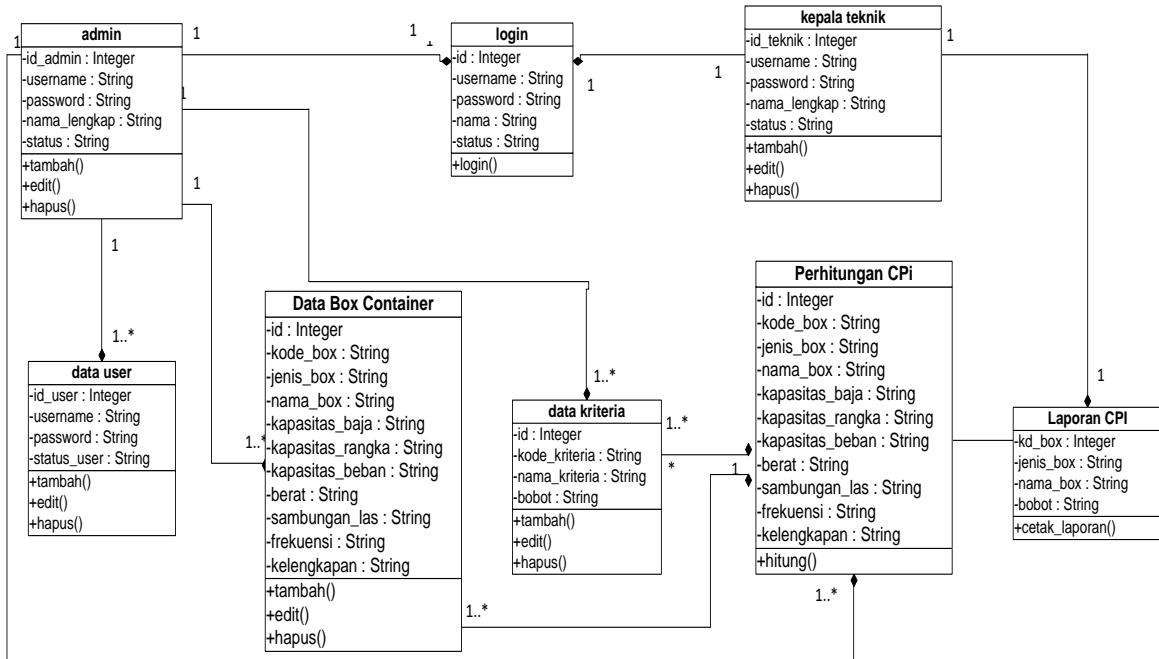 admin
-id_admin : Integer
-username : String
-password : String
-nama_lengkap : String
-status : String
+tambah()
+edit()
+hapus()
1
1
1
1
1
1
1
login
-id : Integer
-username : String
-password : String
-nama : String
-status : String
+login()
1
1
kepala teknik
-id_teknik : Integer
-username : String
-password : String
-nama_lengkap : String
-status : String
+tambah()
+edit()
+hapus()
1
1
1..*
data user
-id_user : Integer
-username : String
-password : String
-status_user : String
+tambah()
+edit()
+hapus()
Data Box Container
-id : Integer
-kode_box : String
-jenis_box : String
-nama_box : String
-kapasitas_baja : String
-kapasitas_rangka : String
-kapasitas_beban : String
-berat : String
-sambungan_las : String
-frekuensi : String
-kelengkapan : String
+tambah()
+edit()
+hapus()
1..*
1..*
1..*
data kriteria
-id : Integer
-kode_kriteria : String
-nama_kriteria : String
-bobot : String
+tambah()
+edit()
+hapus()
1..*
*
1
Perhitungan CPi
-id : Integer
-kode_box : String
-jenis_box : String
-nama_box : String
-kapasitas_baja : String
-kapasitas_rangka : String
-kapasitas_beban : String
-berat : String
-sambungan_las : String
-frekuensi : String
-kelengkapan : String
+hitung()
1..*
Laporan CPI
-kd_box : Integer
-jenis_box : String
-nama_box : String
-bobot : String
+cetak_laporan()